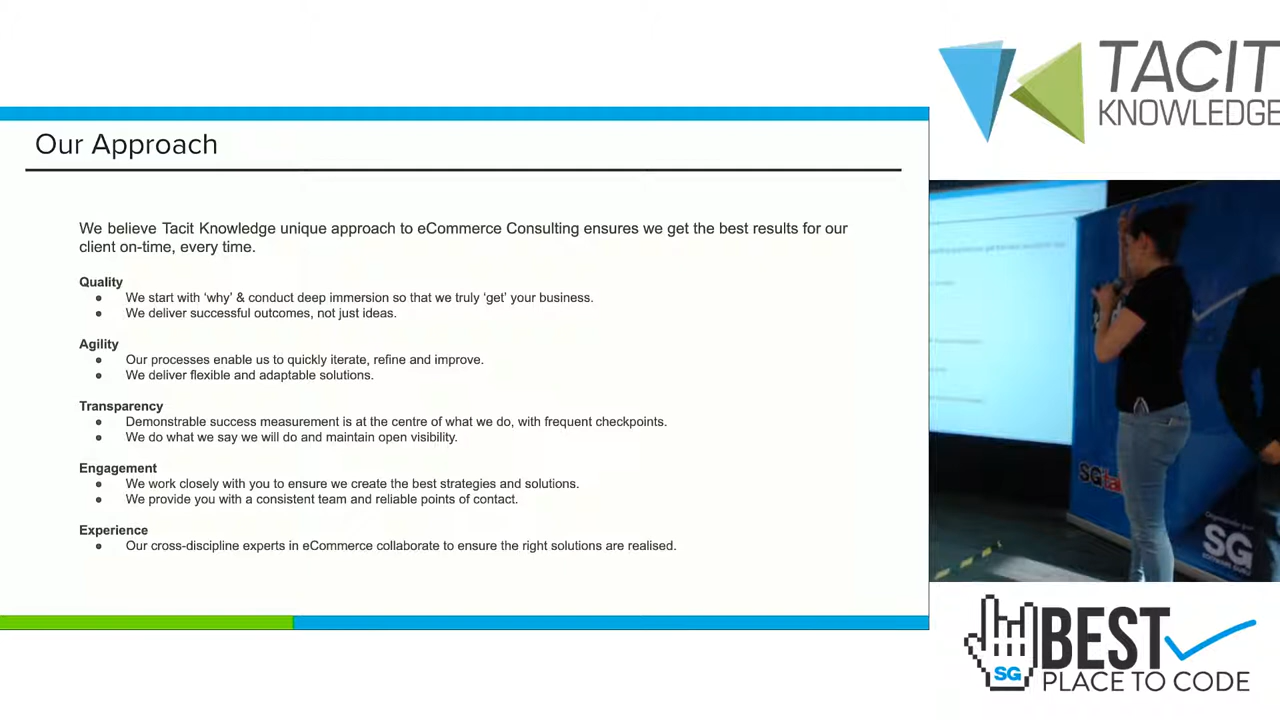 TACIT
KNOWLEDGE
Our Approach
We believe Tacit Knowledge unique approach to eCommerce Consulting ensures we get the best results for our
client on-time, every time.
Quality
• We start with ‘why’ & conduct deep immersion so that we truly ‘get’ your business.
• We deliver successful outcomes, not just ideas.
Agility
• Our processes enable us to quickly iterate, refine and improve.
• We deliver flexible and adaptable solutions.
Transparency
• Demonstrable success measurement is at the centre of what we do, with frequent checkpoints.
• We do what we say we will do and maintain open visibility.
Engagement
• We work closely with you to ensure we create the best strategies and solutions.
• We provide you with a consistent team and reliable points of contact.
Experience
• Our cross-discipline experts in eCommerce collaborate to ensure the right solutions are realised.
SG
SG
SG
BEST
PLACE TO CODE